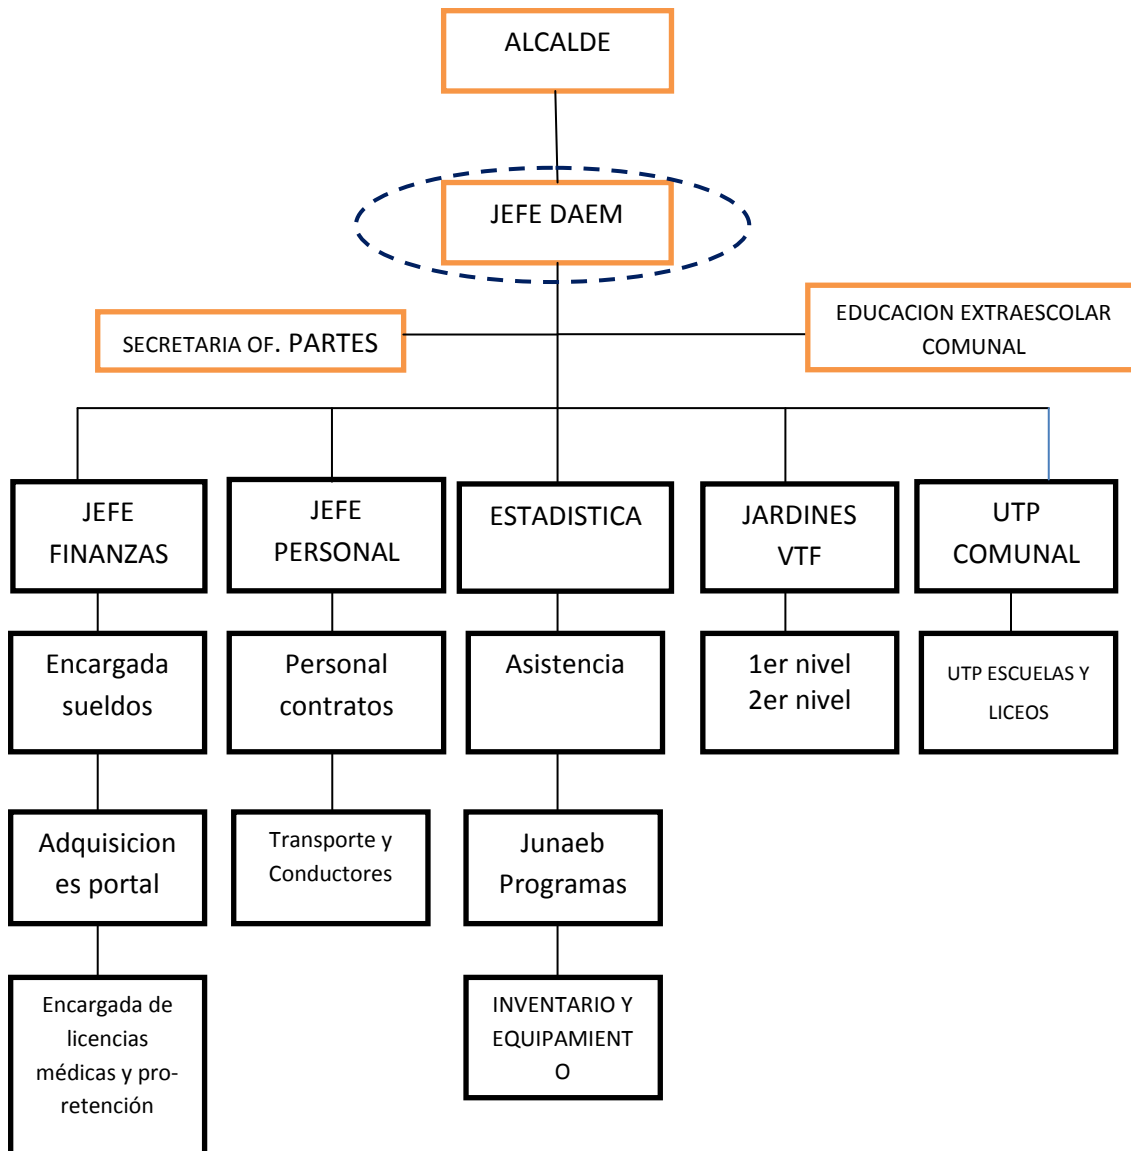 ALCALDE
JEFE DAEM
SECRETARIA OF. PARTES
EDUCACION EXTRAESCOLAR
COMUNAL
JEFE
FINANZAS
JEFE
PERSONAL
ESTADISTICA
JARDINES
VTF
UTP
COMUNAL
Encargada
sueldos
Personal
contratos
Asistencia
1er nivel
2er nivel
UTP ESCUELAS Y
LICEOS
Adquisicion
es portal
Transporte y
Conductores
Junaeb
Programas
Encargada de
licencias
médicas y pro-
retención
INVENTARIO Y
EQUIPAMIENT
O